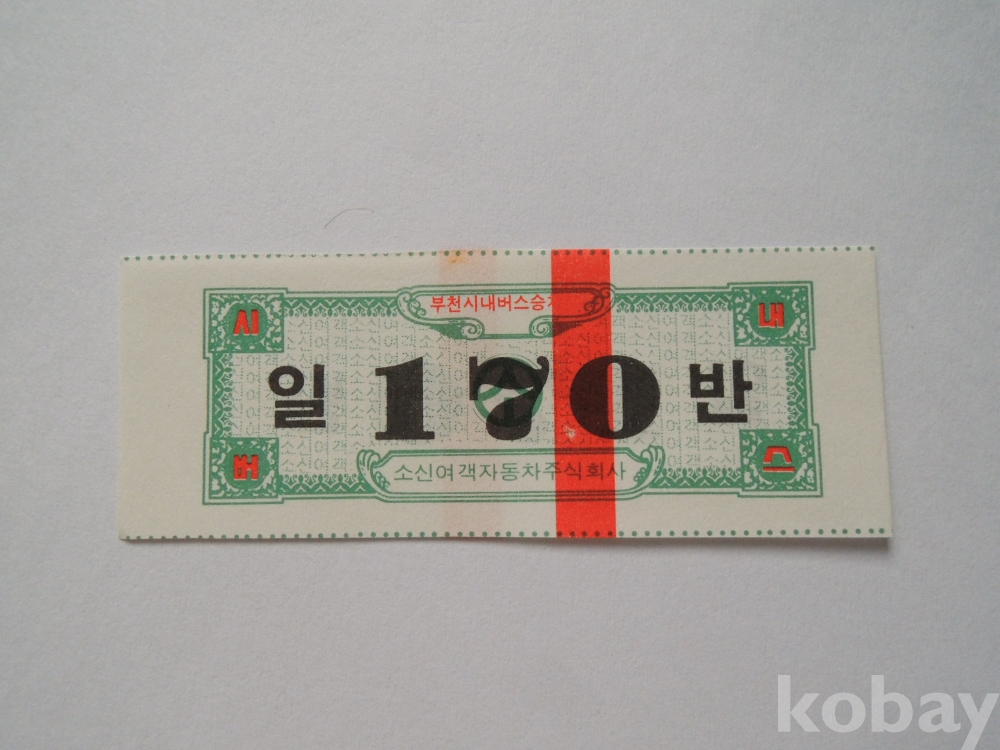 부천시내버스승
시 내
일 170 반
버 스
소신여객자동차주식회사
kobay